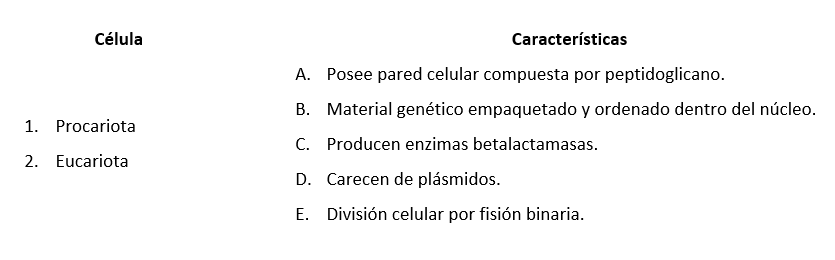 Célula
Características
A. Posee pared celular compuesta por peptidoglicano.
B. Material genético empaquetado y ordenado dentro del núcleo.
1. Procariota
C. Producen enzimas betalactamasas.
2. Eucariota
D. Carecen de plásmidos.
E. División celular por fisión binaria.